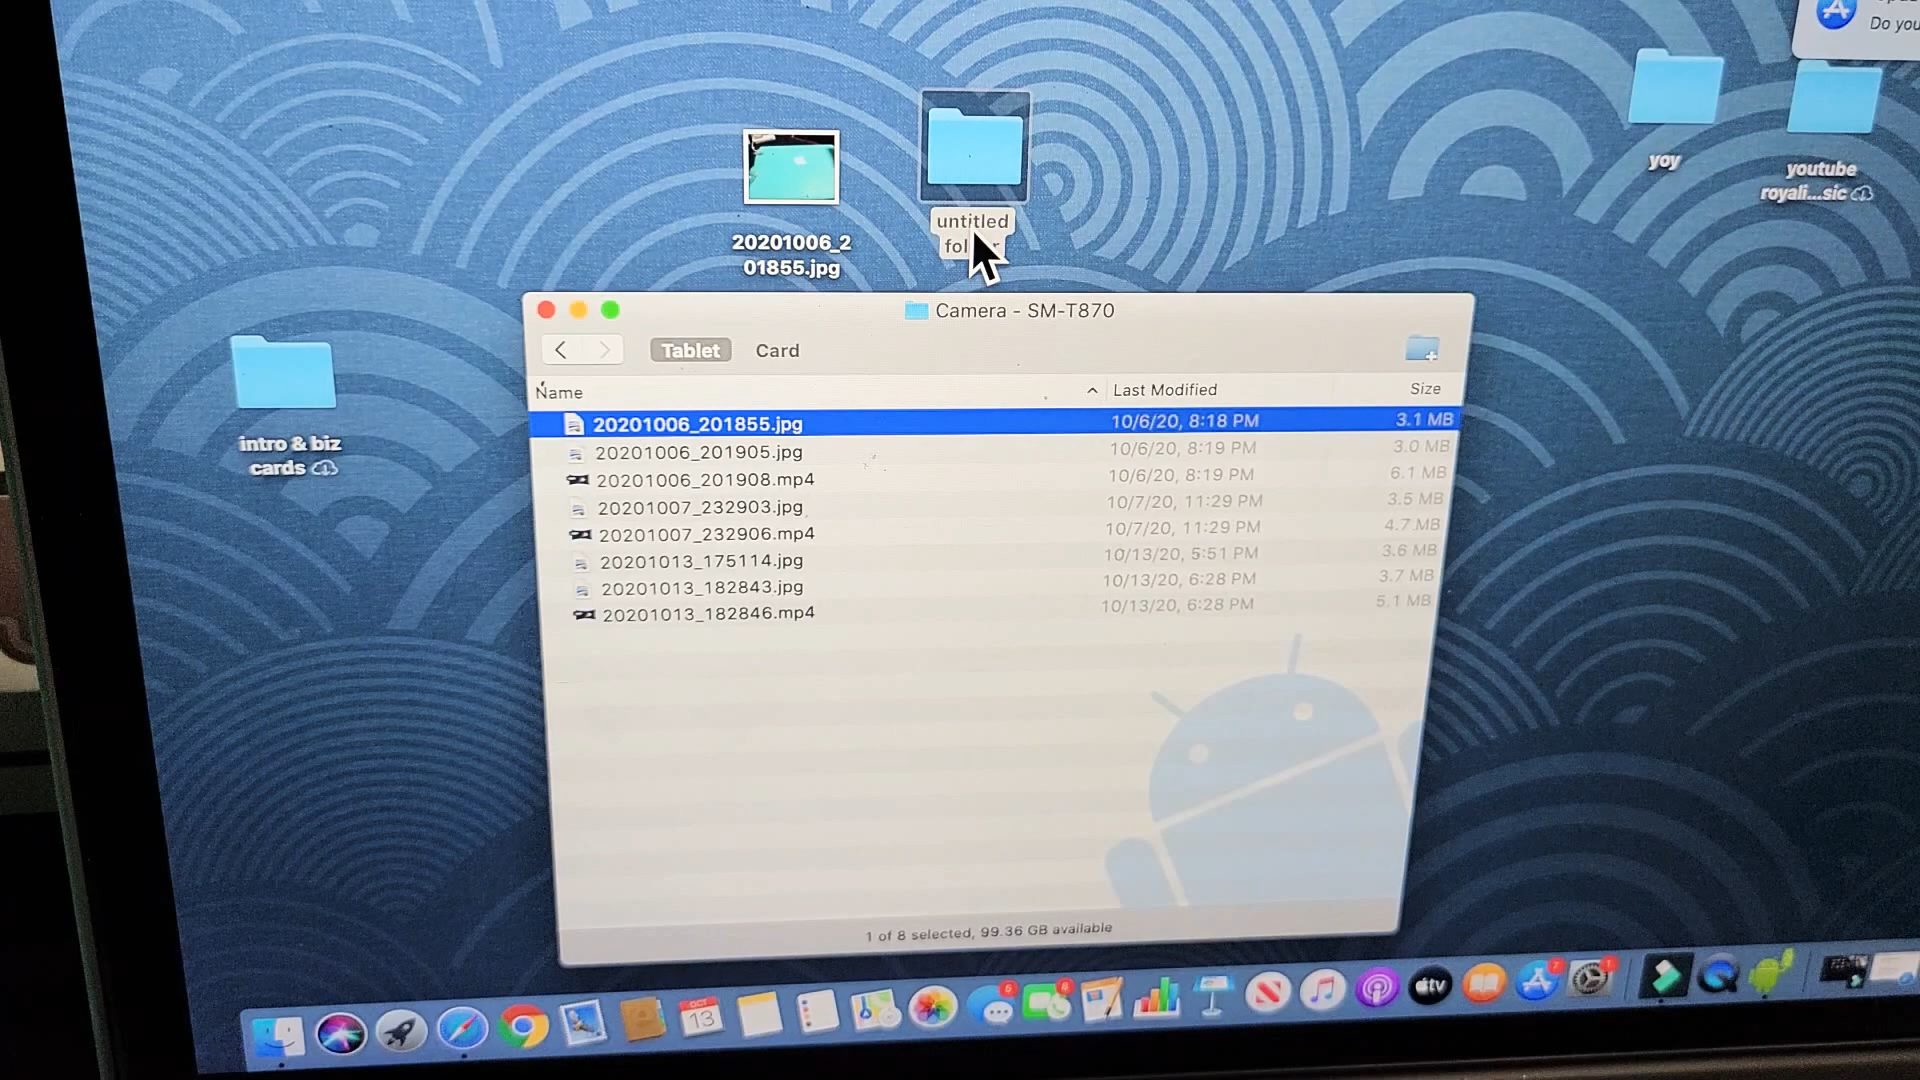 Do you
yoy
youtube
royali...sic
untitled
20201006_2
01855.jpg
intro & biz
cards
Camera - SM-T870
Tablet Card
Name Last Modified Size
20201006_201855.jpg 10/6/20, 8:18 PM 3.1 MB
20201006_201905.jpg 10/6/20, 8:19 PM 3.0 MB
20201006_201908.mp4 10/6/20, 8:19 PM 6.1 MB
20201007_232903.jpg 10/7/20, 11:29 PM 3.5 MB
20201007_232906.mp4 10/7/20, 11:29 PM 4.7 MB
20201013_175114.jpg 10/13/20, 5:51 PM 3.6 MB
20201013_182843.jpg 10/13/20, 6:28 PM 3.7 MB
20201013_182846.mp4 10/13/20, 6:28 PM 5.1 MB
1 of 8 selected, 99.36 GB available
OCT
13
tv